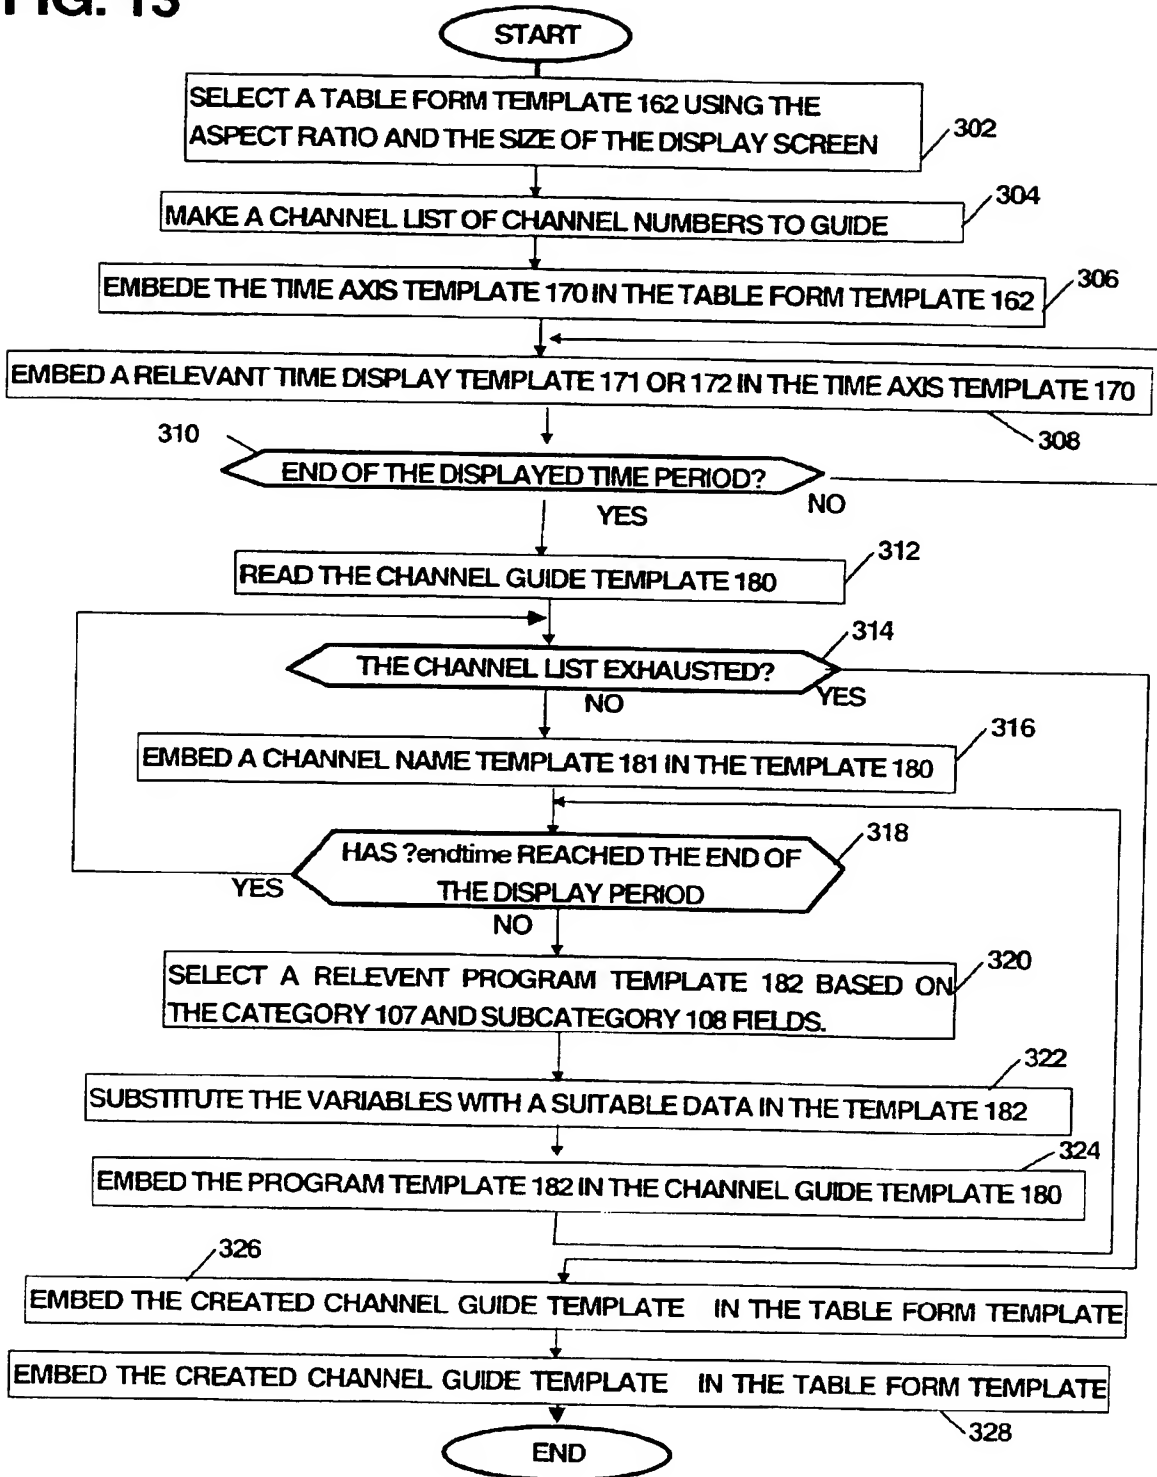 FIG. 13
START
SELECT A TABLE FORM TEMPLATE 162 USING THE
ASPECT RATIO AND THE SIZE OF THE DISPLAY SCREEN
302
304
MAKE A CHANNEL LIST OF CHANNEL NUMBERS TO GUIDE
306
EMBEDE THE TIME AXIS TEMPLATE 170 IN THE TABLE FORM TEMPLATE 162
EMBED A RELEVANT TIME DISPLAY TEMPLATE 171 OR 172 IN THE TIME AXIS TEMPLATE 170
308
310
END OF THE DISPLAYED TIME PERIOD?
NO
YES
312
READ THE CHANNEL GUIDE TEMPLATE 180
314
THE CHANNEL LIST EXHAUSTED?
YES
NO
316
EMBED A CHANNEL NAME TEMPLATE 181 IN THE TEMPLATE 180
318
HAS ?endtime REACHED THE END OF
THE DISPLAY PERIOD
YES
NO
320
SELECT A RELEVENT PROGRAM TEMPLATE 182 BASED ON
THE CATEGORY 107 AND SUBCATEGORY 108 FIELDS.
322
SUBSTITUTE THE VARIABLES WITH A SUITABLE DATA IN THE TEMPLATE 182
324
EMBED THE PROGRAM TEMPLATE 182 IN THE CHANNEL GUIDE TEMPLATE 180
326
EMBED THE CREATED CHANNEL GUIDE TEMPLATE IN THE TABLE FORM TEMPLATE
EMBED THE CREATED CHANNEL GUIDE TEMPLATE IN THE TABLE FORM TEMPLATE
328
END